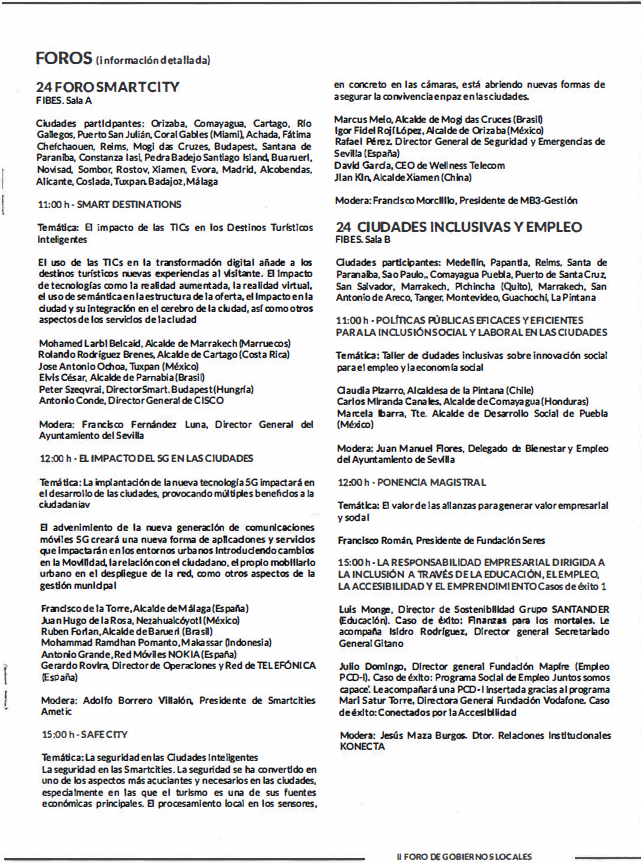 FOROS (información detallada)
24 FORO SMART CITY
FIBES. Sala A
Ciudades participantes: Orizaba, Comayagua, Cartago, Río
Gallegos, Puerto San Julián, Coral Gables (Miami), Achada, Fátima
Chefchaouen, Reims, Mogi das Cruzes, Budapest, Santana de
Paraniba, Constanza Iasi, Pedra Badejo Santiago Island, Buaruerl,
Novisad, Sombor, Rostov, Xiamen, Evora, Madrid, Alcobendas,
Alicante, Coslada, Tuxpan. Badajoz, Málaga
11:00 h - SMART DESTINATIONS
Temática: El impacto de las TICs en los Destinos Turísticos
Inteligentes
El uso de las TICs en la transformación digital añade a los
destinos turísticos nuevas experiencias al visitante. El impacto
de tecnologías como la realidad aumentada, la realidad virtual,
el uso de semántica en la estructura de la oferta, el impacto en la
ciudad y su integración en el cerebro de la ciudad, así como otros
aspectos de los servicios de la ciudad
Mohamed Larbi Belcaid, Alcalde de Marrakech (Marruecos)
Rolando Rodríguez Brenes, Alcalde de Cartago (Costa Rica)
Jose Antonio Ochoa, Tuxpan (México)
Elvis César, Alcalde de Parnabia (Brasil)
Peter Szeqvrai, Director Smart. Budapest (Hungría)
Antonio Conde, Director General de CISCO
Modera: Francisco Fernández Luna, Director General del
Ayuntamiento del Sevilla
12:00 h - EL IMPACTO DEL 5G EN LAS CIUDADES
Temática: La implantación de la nueva tecnología 5G impactará en
el desarrollo de las ciudades, provocando múltiples beneficios a la
ciudadaniav
El advenimiento de la nueva generación de comunicaciones
móviles 5G creará una nueva forma de aplicaciones y servicios
que impactarán en los entornos urbanos introduciendo cambios
en la Movilidad, la relación con el ciudadano, el propio mobiliario
urbano en el despliegue de la red, como otros aspectos de la
gestión municipal
Francisco de la Torre, Alcalde de Málaga (España)
Juan Hugo de la Rosa, Nezahualcóyotl (México)
Ruben Forlan, Alcalde de Barueri (Brasil)
Mohammad Ramdhan Pomanto, Makassar (Indonesia)
Antonio Grande, Red Móviles NOKIA (España)
Gerardo Rovira, Director de Operaciones y Red de TELEFÓNICA
(España)
Modera: Adolfo Borrero Villalón, Presidente de Smartcities
Ametic
15:00 h - SAFE CITY
Temática: La seguridad en las Ciudades Inteligentes
La seguridad en las Smartcities. La seguridad se ha convertido en
uno de los aspectos más acuciantes y necesarios en las ciudades,
especialmente en las que el turismo es una de sus fuentes
económicas principales. El procesamiento local en los sensores,
en concreto en las cámaras, está abriendo nuevas formas de
asegurar la convivencia en paz en las ciudades.
Marcus Melo, Alcalde de Mogi das Cruces (Brasil)
Igor Fidel Rojí López, Alcalde de Orizaba (México)
Rafael Pérez. Director General de Seguridad y Emergencias de
Sevilla (España)
David García, CEO de Wellness Telecom
Jian Kin, Alcalde Xiamen (China)
Modera: Francisco Morcillo, Presidente de MB3-Gestión
24 CIUDADES INCLUSIVAS Y EMPLEO
FIBES. Sala B
Ciudades participantes: Medellín, Papantla, Reims, Santa de
Paranaiba, Sao Paulo,, Comayagua Puebla, Puerto de Santa Cruz,
San Salvador, Marrakech, Pichincha (Quito), Marrakech, San
Antonio de Areco, Tanger, Montevideo, Guachochi, La Pintana
11:00 h - POLÍTICAS PÚBLICAS EFICACES Y EFICIENTES
PARA LA INCLUSIÓN SOCIAL Y LABORAL EN LAS CIUDADES
Temática: Taller de ciudades inclusivas sobre innovación social
para el empleo y la economía social
Claudia Pizarro, Alcaldesa de la Pintana (Chile)
Carlos Miranda Canales, Alcalde de Comayagua (Honduras)
Marcela Ibarra, Tte. Alcalde de Desarrollo Social de Puebla
(México)
Modera: Juan Manuel Flores, Delegado de Bienestar y Empleo
del Ayuntamiento de Sevilla
12:00 h - PONENCIA MAGISTRAL
Temática: El valor de las alianzas para generar valor empresarial
y social
Francisco Román, Presidente de Fundación Seres
15:00 h - LA RESPONSABILIDAD EMPRESARIAL DIRIGIDA A
LA INCLUSIÓN A TRAVÉS DE LA EDUCACIÓN, EL EMPLEO,
LA ACCESIBILIDAD Y EL EMPRENDIMIENTO Casos de éxito 1
Luis Monge, Director de Sostenibilidad Grupo SANTANDER
(Educación). Caso de éxito: Finanzas para los mortales. Le
acompaña Isidro Rodríguez, Director general Secretariado
General Gitano
Julio Domingo, Director general Fundación Mapfre (Empleo
PCD-I). Caso de éxito: Programa Social de Empleo Juntos somos
capace'. Le acompañará una PCD-I insertada gracias al programa
Mari Satur Torre, Directora General Fundación Vodafone. Caso
de éxito: Conectados por la Accesibilidad
Modera: Jesús Maza Burgos. Dtor. Relaciones Institucionales
KONECTA
II FORO DE GOBIERNOS LOCALES